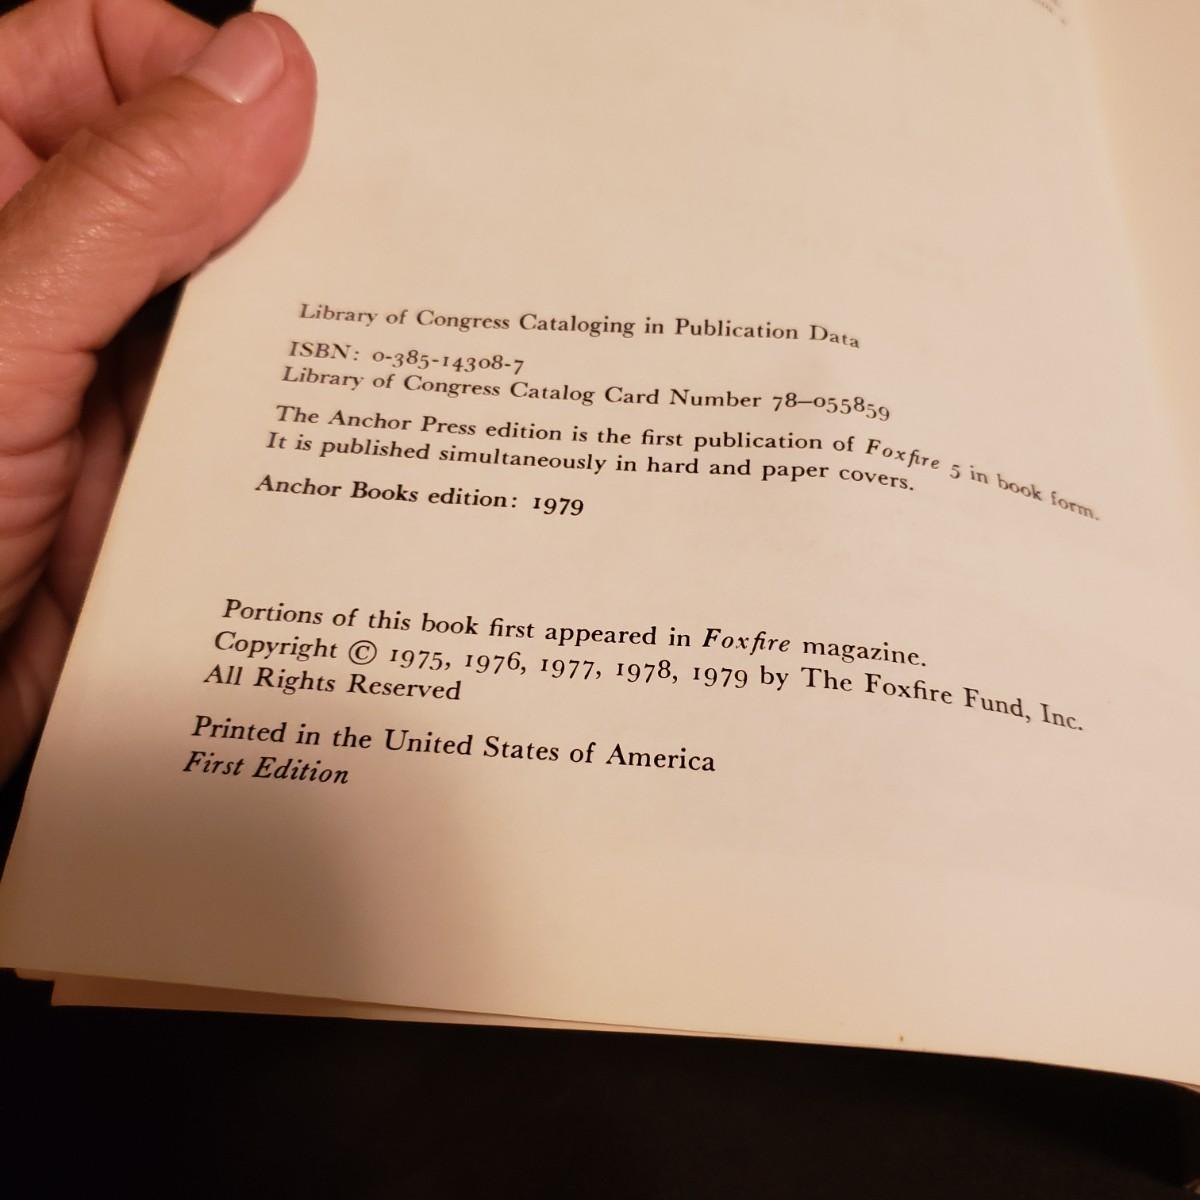 Library of Congress Cataloging in Publication Data
ISBN: 0-385-14308-7
Library of Congress Catalog Card Number 78–055859
The Anchor Press edition is the first publication of Foxfire 5 in book form.
It is published simultaneously in hard and paper covers.
Anchor Books edition: 1979
Portions of this book first appeared in Foxfire magazine.
Copyright © 1975, 1976, 1977, 1978, 1979 by The Foxfire Fund, Inc.
All Rights Reserved
Printed in the United States of America
First Edition